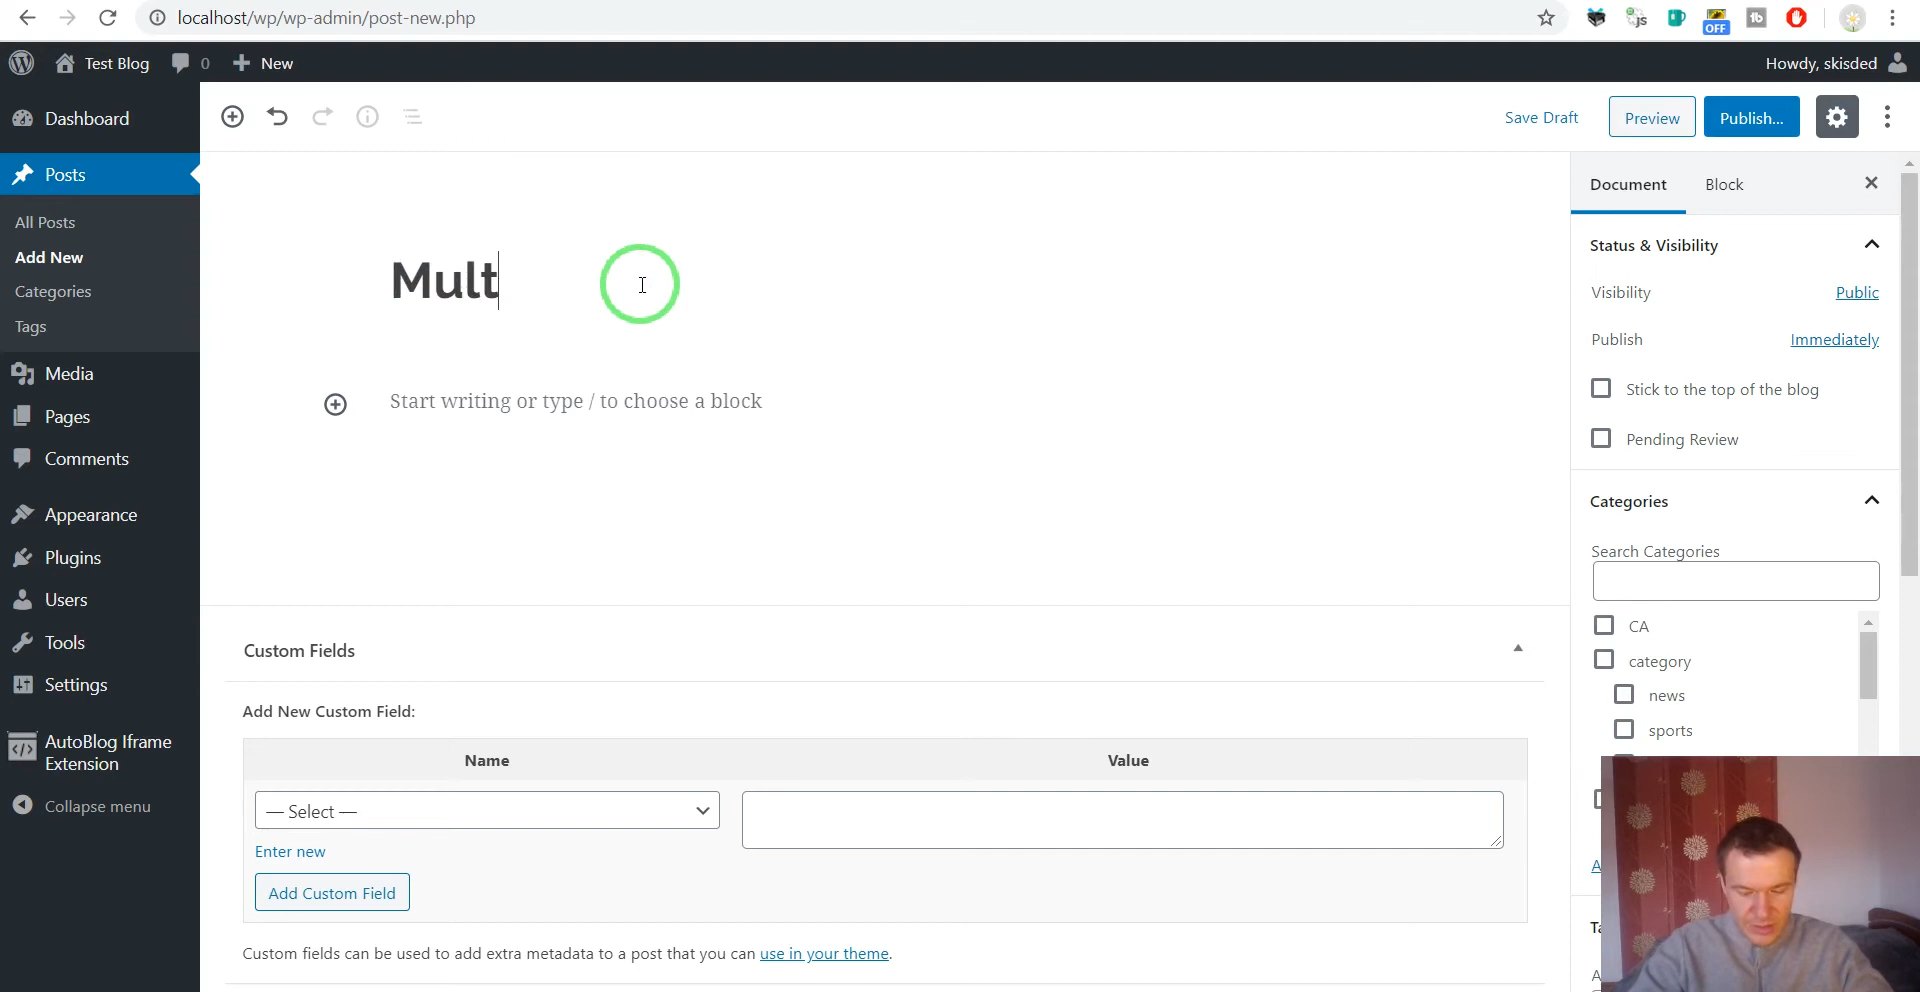 localhost/wp/wp-admin/post-new.php
js
OFF
tb
Test Blog
0
New
Howdy, skisded
Dashboard
Posts
All Posts
Add New
Categories
Tags
Media
Pages
Comments
Appearance
Plugins
Users
Tools
Settings
AutoBlog Iframe
Extension
Collapse menu
Save Draft
Preview
Publish...
Mult
Start writing or type / to choose a block
Custom Fields
Add New Custom Field:
Name
Value
— Select —
Enter new
Add Custom Field
Custom fields can be used to add extra metadata to a post that you can use in your theme.
Document
Block
Status & Visibility
Visibility
Public
Publish
Immediately
Stick to the top of the blog
Pending Review
Categories
Search Categories
CA
category
news
sports